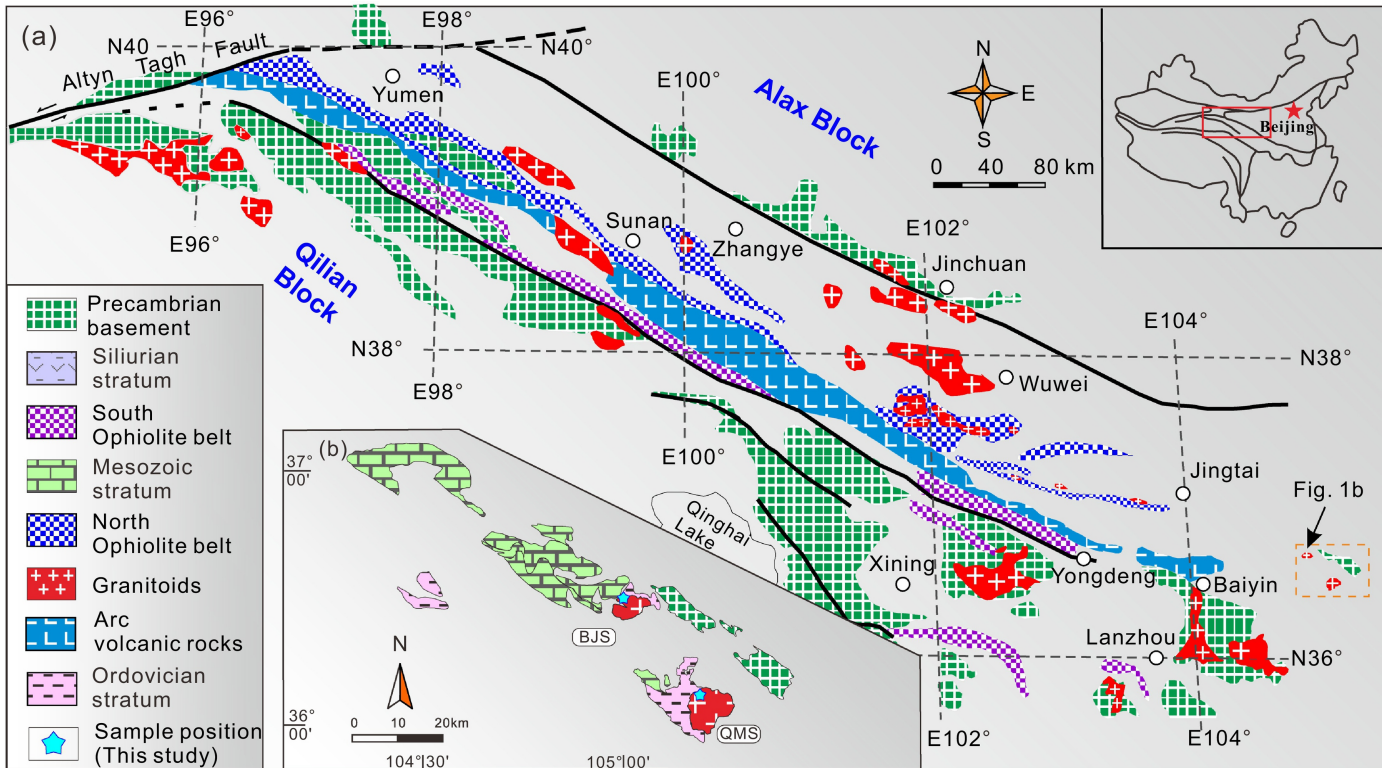 (a)
E96°
E98°
N40
N40°
Altyn Tagh Fault
Yumen
E100°
Alax Block
N
E
S
0 40 80 km
Beijing
E96°
Qilian
Block
Sunan
Zhangye
E102°
Jinchuan
E104°
N38°
N38°
E98°
Wuwei
E100°
Jingtai
Fig. 1b
Qinghai
Lake
Xining
Yongdeng
Baiyin
Lanzhou
N36°
E102°
E104°
Precambrian
basement
Siliurian
stratum
South
Ophiolite belt
Mesozoic
stratum
North
Ophiolite belt
Granitoids
Arc
volcanic rocks
Ordovician
stratum
Sample position
(This study)
(b)
37°
00'
BJS
N
36°
00'
QMS
0 10 20km
104°30'
105°00'